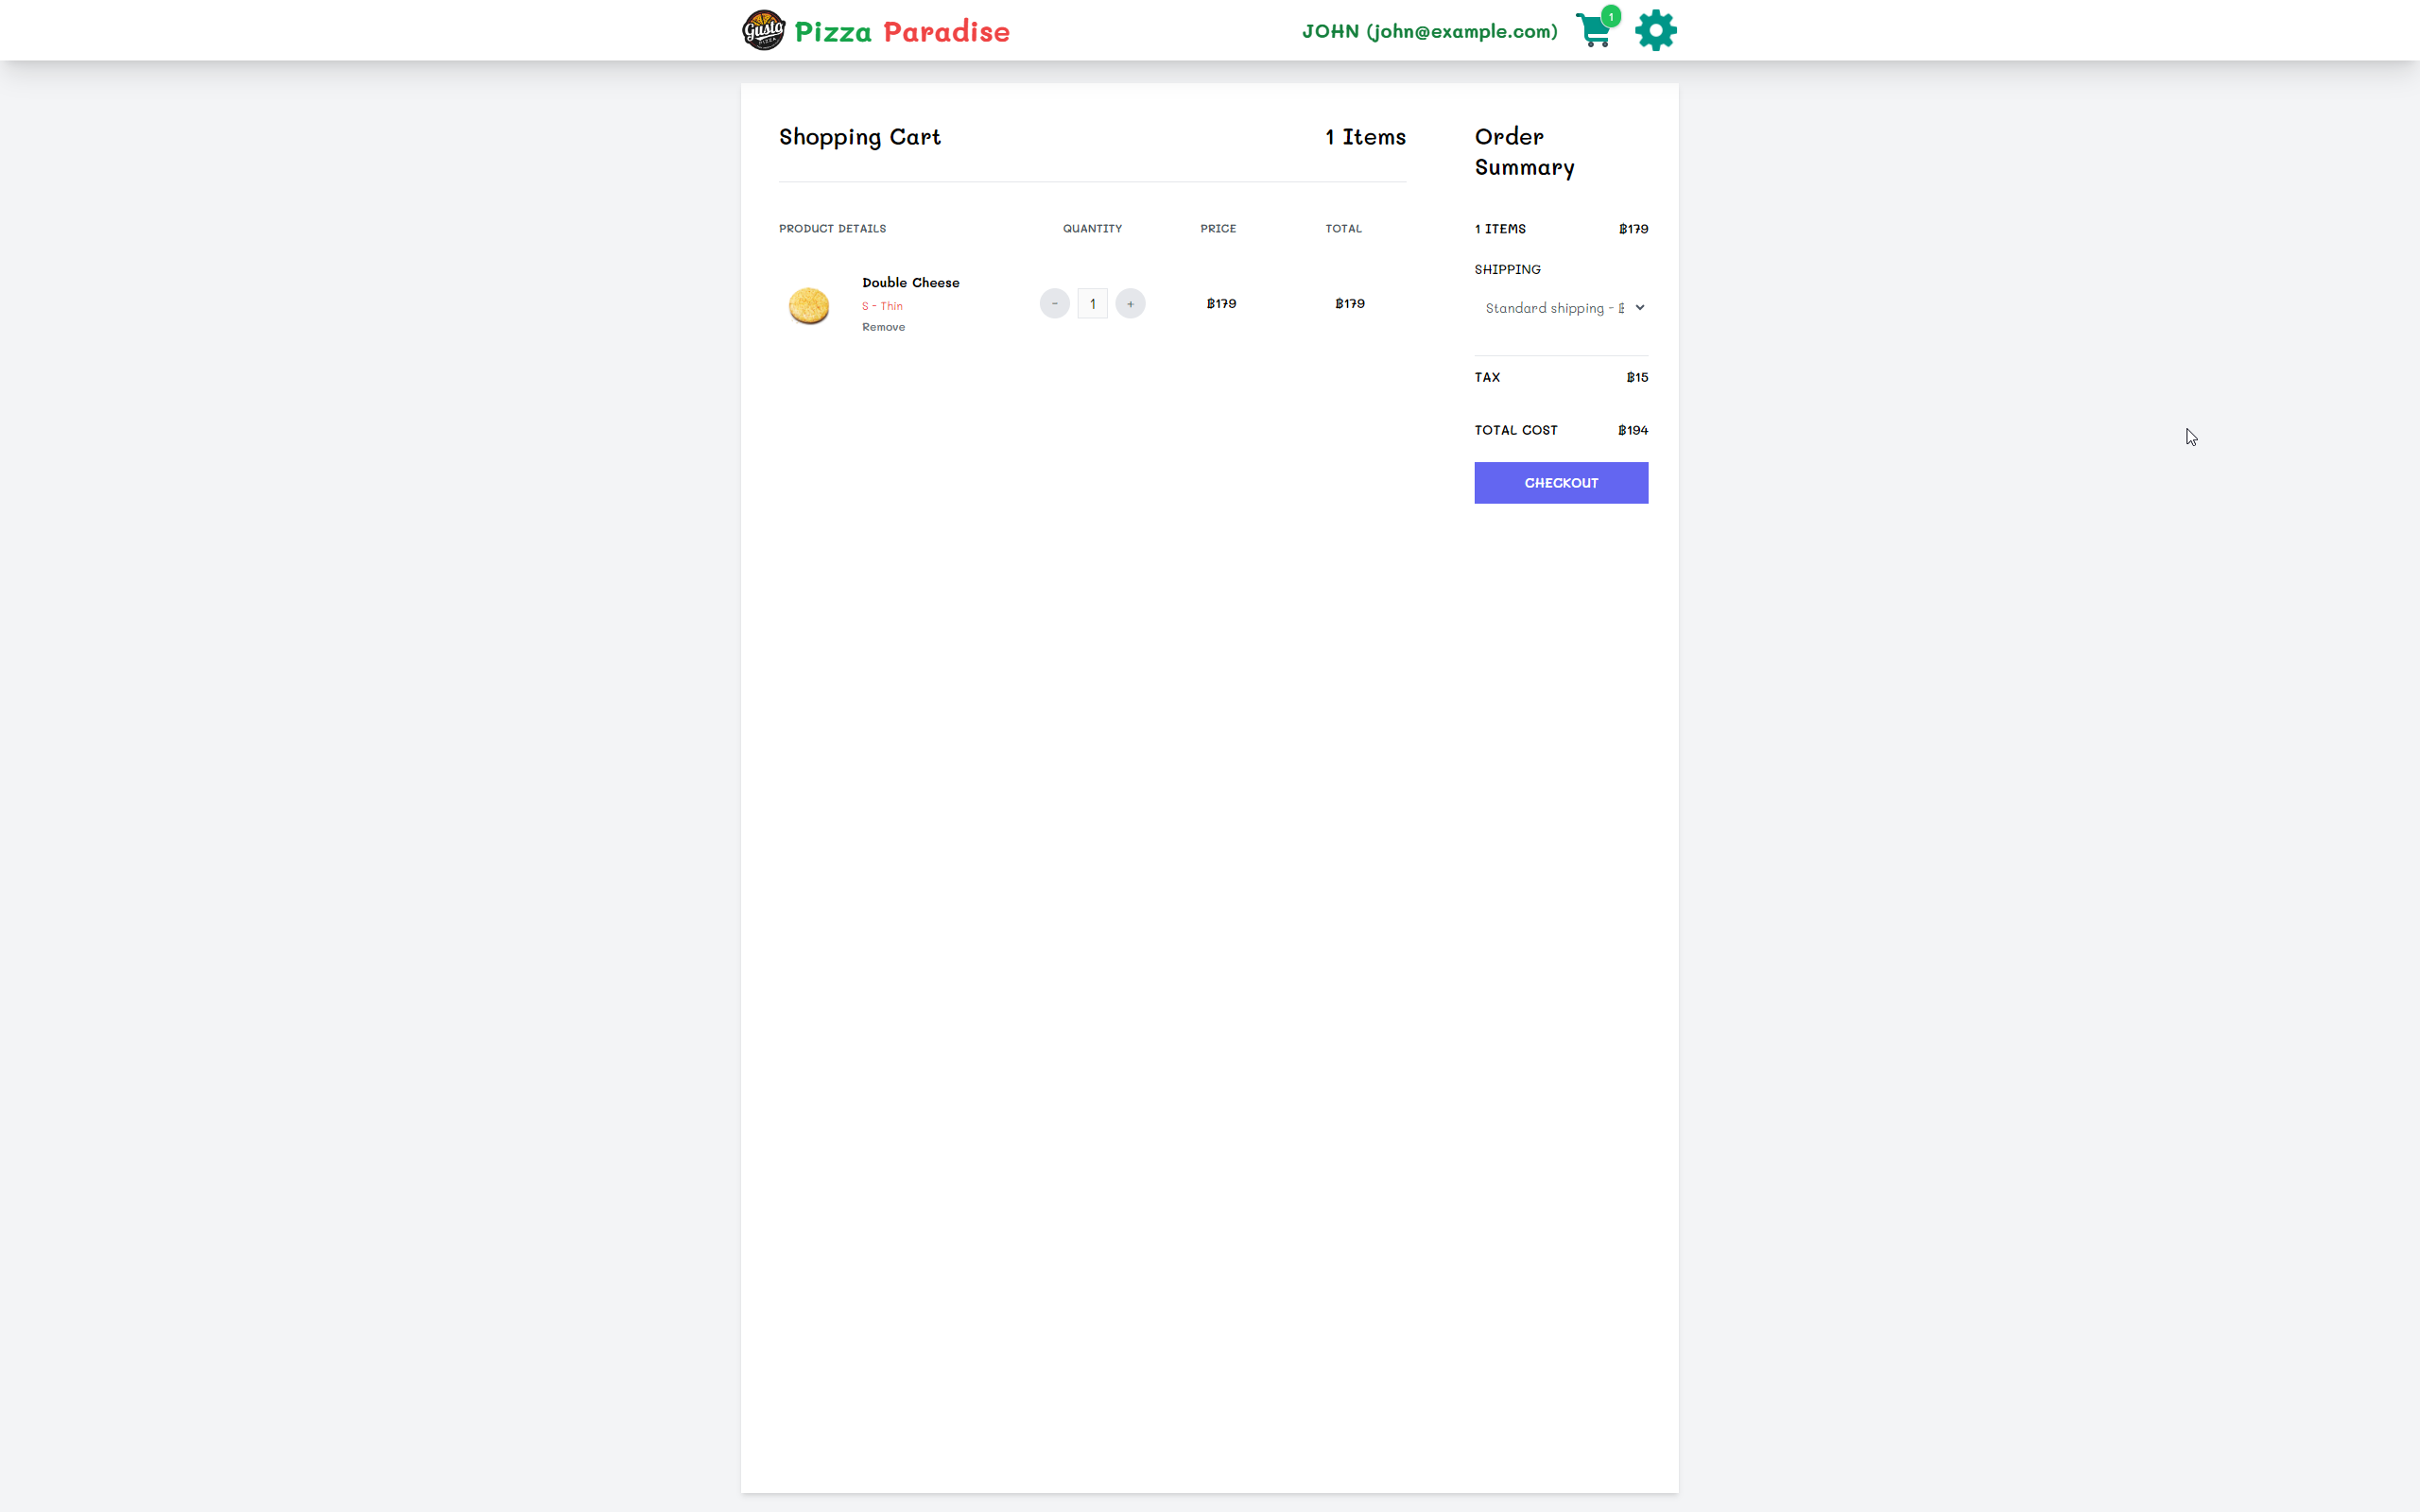 Gusto
PIZZA
Pizza Paradise
JOHN (john@example.com)
1
Shopping Cart
1 Items
PRODUCT DETAILS
QUANTITY
PRICE
TOTAL
Double Cheese
S - Thin
Remove
-
1
+
฿179
฿179
Order
Summary
1 ITEMS
฿179
SHIPPING
Standard shipping - ฿
TAX
฿15
TOTAL COST
฿194
CHECKOUT